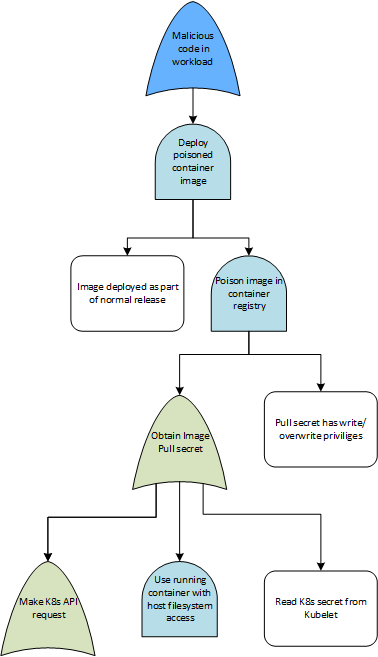 Malicious
code in
workload
Deploy
poisoned
container
image
Image deployed as part
of normal release
Poison image in
container
registry
Obtain Image
Pull secret
Pull secret has write/
overwrite priviliges
Make K8s API
request
Use running
container with
host filesystem
access
Read K8s secret from
Kubelet